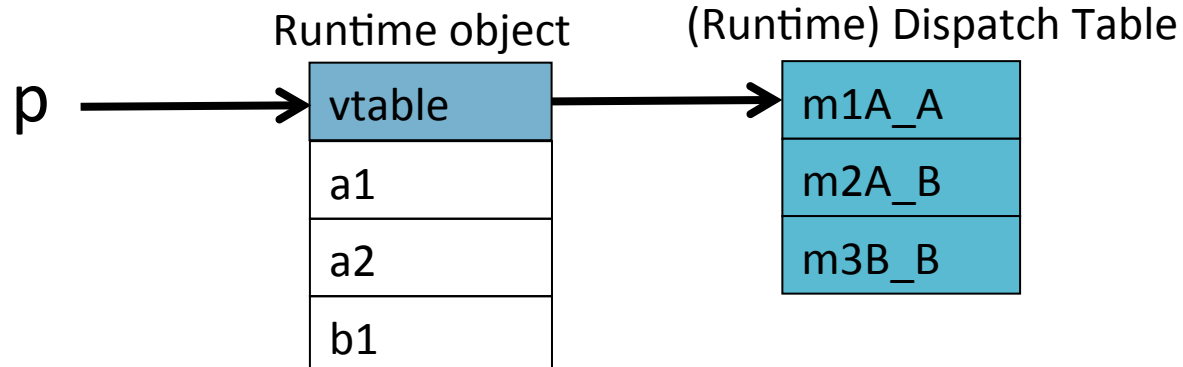 Runtime object
(Runtime) Dispatch Table
p
vtable
m1A_A
a1
m2A_B
a2
m3B_B
b1